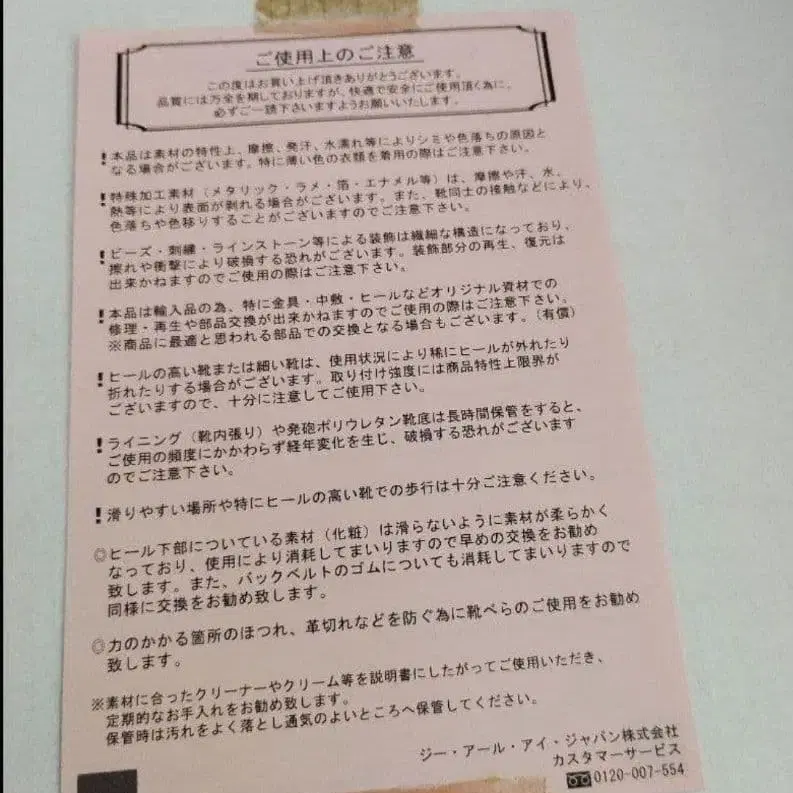 ご使用上のご注意
この度はお買い上げ頂きありがとうございます。
品質には万全を期しておりますが、快適で安全にご使用頂く為に、
必ずご一読下さいますようお願いいたします。
! 本品は素材の特性上、摩擦、発汗、水濡れ等によりシミや色落ちの原因と
なる場合がございます。特に薄い色の衣類を着用の際はご注意下さい。
! 特殊加工素材（メタリック・ラメ・箔・エナメル等）は、摩擦や汗、水、
熱等により表面が剥れる場合がございます。また、靴同士の接触などにより、
色落ちや色移りすることがございますのでご注意下さい。
! ビーズ・刺繍・ラインストーン等による装飾は繊細な構造になっており、
擦れや衝撃により破損する恐れがございます。装飾部分の再生、復元は
出来かねますのでご使用の際はご注意下さい。
! 本品は輸入品の為、特に金具・中敷・ヒールなどオリジナル資材での
修理・再生や部品交換が出来かねますのでご使用の際はご注意下さい。
※商品に最適と思われる部品での交換となる場合もございます。(有償)
! ヒールの高い靴または細い靴は、使用状況により稀にヒールが外れたり
折れたりする場合がございます。取り付け強度には商品特性上限界が
ございますので、十分に注意してご使用下さい。
! ライニング（靴内張り）や発砲ポリウレタン靴底は長時間保管をすると、
ご使用の頻度にかかわらず経年変化を生じ、破損する恐れがございます
のでご注意下さい。
! 滑りやすい場所や特にヒールの高い靴での歩行は十分ご注意ください。
◎ヒール下部についている素材（化粧）は滑らないように素材が柔らかく
なっており、使用により消耗してまいりますので早めの交換をお勧め
致します。また、バックベルトのゴムについても消耗してまいりますので
同様に交換をお勧め致します。
◎力のかかる箇所のほつれ、革切れなどを防ぐ為に靴べらのご使用をお勧め
致します。
※素材に合ったクリーナーやクリーム等を説明書にしたがってご使用いただき、
定期的なお手入れをお勧め致します。
保管時は汚れをよく落とし通気のよいところへ保管してください。
ジー・アール・アイ・ジャパン株式会社
カスタマーサービス
0120-007-554